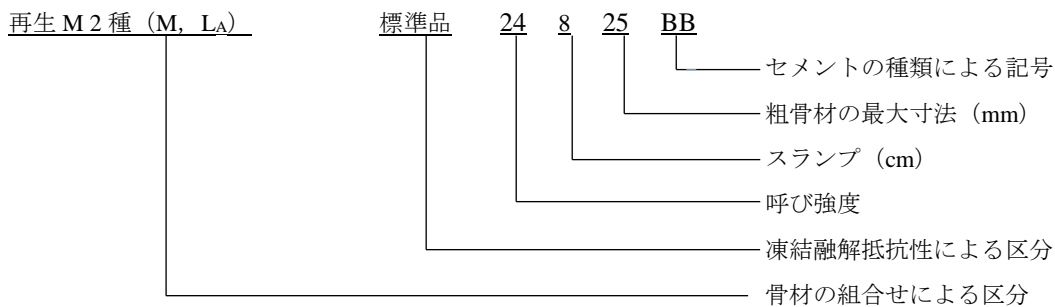 再生 M 2 種（M，LA） 標準品 24 8 25 BB
セメントの種類による記号
粗骨材の最大寸法（mm）
スランプ（cm）
呼び強度
凍結融解抵抗性による区分
骨材の組合せによる区分